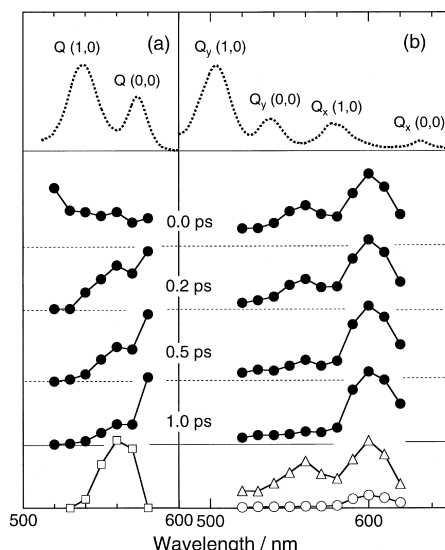 (a)
(b)
Q (1,0)
Q (0,0)
Qy (1,0)
Qy (0,0)
Qx (1,0)
Qx (0,0)
0.0 ps
0.2 ps
0.5 ps
1.0 ps
500
600
500
600
Wavelength / nm